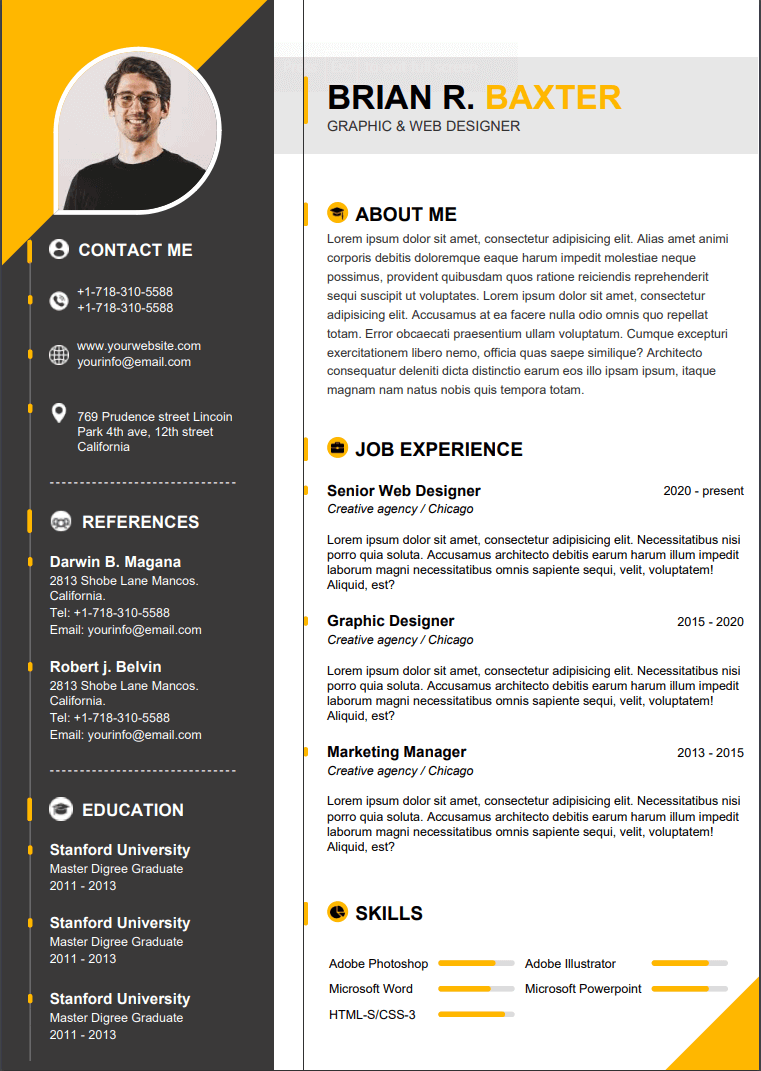 BRIAN R. BAXTER
GRAPHIC & WEB DESIGNER
CONTACT ME
+1-718-310-5588
+1-718-310-5588
www.yourwebsite.com
yourinfo@email.com
769 Prudence street Lincoin
Park 4th ave, 12th street
California
REFERENCES
Darwin B. Magana
2813 Shobe Lane Mancos.
California.
Tel: +1-718-310-5588
Email: yourinfo@email.com
Robert j. Belvin
2813 Shobe Lane Mancos.
California.
Tel: +1-718-310-5588
Email: yourinfo@email.com
EDUCATION
Stanford University
Master Digree Graduate
2011 - 2013
Stanford University
Master Digree Graduate
2011 - 2013
Stanford University
Master Digree Graduate
2011 - 2013
ABOUT ME
Lorem ipsum dolor sit amet, consectetur adipisicing elit. Alias amet animi
corporis debitis doloremque eaque harum impedit molestiae neque
possimus, provident quibusdam quos ratione reiciendis reprehenderit
sequi suscipit ut voluptates. Lorem ipsum dolor sit amet, consectetur
adipisicing elit. Accusamus at ea facere nulla odio omnis quo repellat
totam. Error obcaecati praesentium ullam voluptatum. Cumque excepturi
exercitationem libero nemo, officia quas saepe similique? Architecto
consequatur deleniti dicta distinctio earum eos illo ipsam ipsum, itaque
magnam nam natus nobis quis tempora totam.
JOB EXPERIENCE
Senior Web Designer 2020 - present
Creative agency / Chicago
Lorem ipsum dolor sit amet, consectetur adipisicing elit. Necessitatibus nisi
porro quia soluta. Accusamus architecto debitis earum harum illum impedit
laborum magni necessitatibus omnis sapiente sequi, velit, voluptatem!
Aliquid, est?
Graphic Designer 2015 - 2020
Creative agency / Chicago
Lorem ipsum dolor sit amet, consectetur adipisicing elit. Necessitatibus nisi
porro quia soluta. Accusamus architecto debitis earum harum illum impedit
laborum magni necessitatibus omnis sapiente sequi, velit, voluptatem!
Aliquid, est?
Marketing Manager 2013 - 2015
Creative agency / Chicago
Lorem ipsum dolor sit amet, consectetur adipisicing elit. Necessitatibus nisi
porro quia soluta. Accusamus architecto debitis earum harum illum impedit
laborum magni necessitatibus omnis sapiente sequi, velit, voluptatem!
Aliquid, est?
SKILLS
Adobe Photoshop Adobe Illustrator
Microsoft Word Microsoft Powerpoint
HTML-S/CSS-3